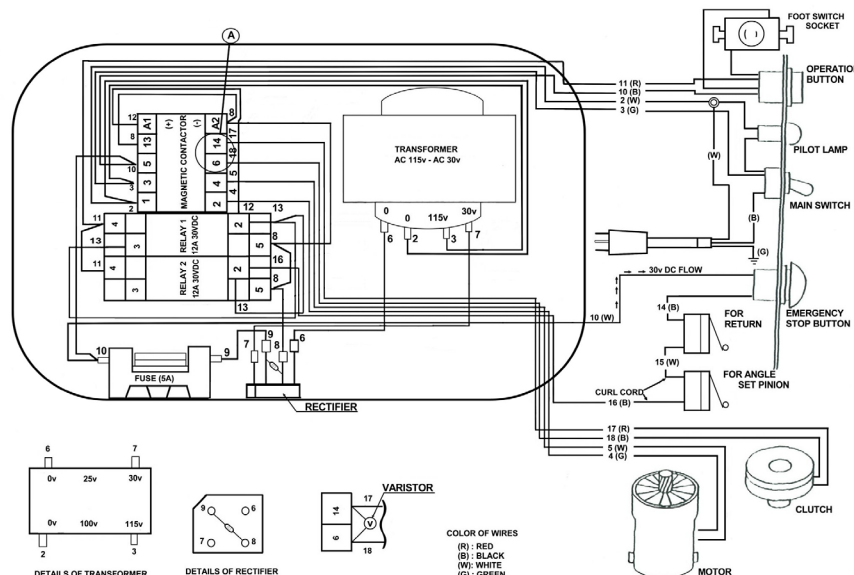 FOOT SWITCH
SOCKET
A
OPERATION
BUTTON
11 (R)
10 (B)
2 (W)
3 (G)
(W)
PILOT LAMP
MAIN SWITCH
(B)
(G)
12
8
A1
(+)
(-)
A2
8
17
13
14
18
10
5
MAGNETIC CONTACTOR
6
5
3
3
4
4
2
1
2
12
13
TRANSFORMER
AC 115v - AC 30v
0
0
115v
30v
6
2
3
7
11
4
RELAY 1
12A 30VDC
2
13
3
5
8
11
4
RELAY 2
12A 30VDC
2
16
3
5
8
13
30v DC FLOW
10 (W)
14 (B)
FOR
RETURN
EMERGENCY
STOP BUTTON
15 (W)
FOR ANGLE
SET PINION
CURL CORD
16 (B)
10
9
FUSE (5A)
7
9
8
6
RECTIFIER
17 (R)
18 (B)
5 (W)
4 (G)
CLUTCH
MOTOR
6
7
0v
25v
30v
0v
100v
115v
2
3
DETAILS OF TRANSFORMER
9
6
7
8
DETAILS OF RECTIFIER
14
6
17
18
V
VARISTOR
COLOR OF WIRES
(R) : RED
(B) : BLACK
(W): WHITE
(G) : GREEN